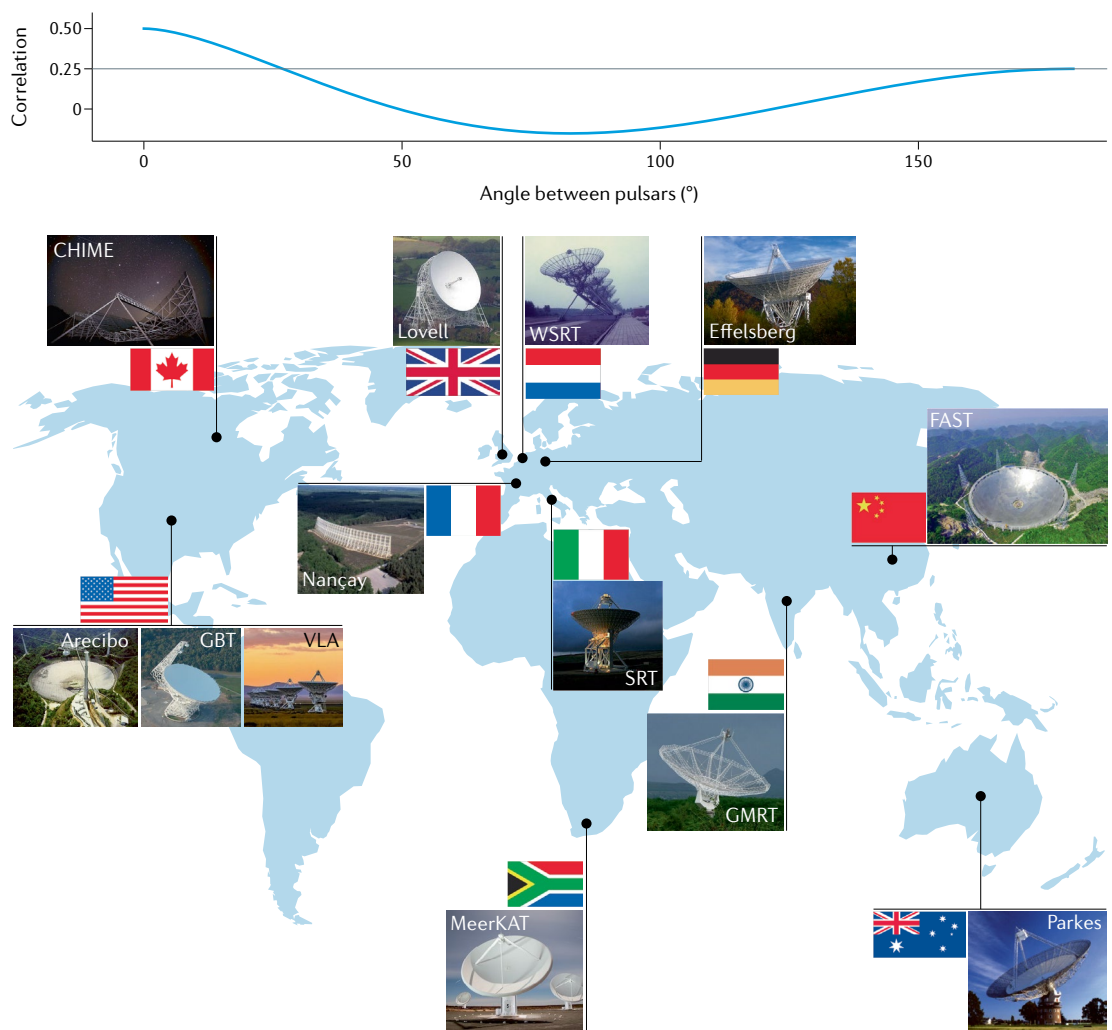 Correlation
0.50
0.25
0
0
50
100
150
Angle between pulsars (°)
CHIME
Lovell
WSRT
Effelsberg
FAST
Nançay
Arecibo
GBT
VLA
SRT
GMRT
MeerKAT
Parkes